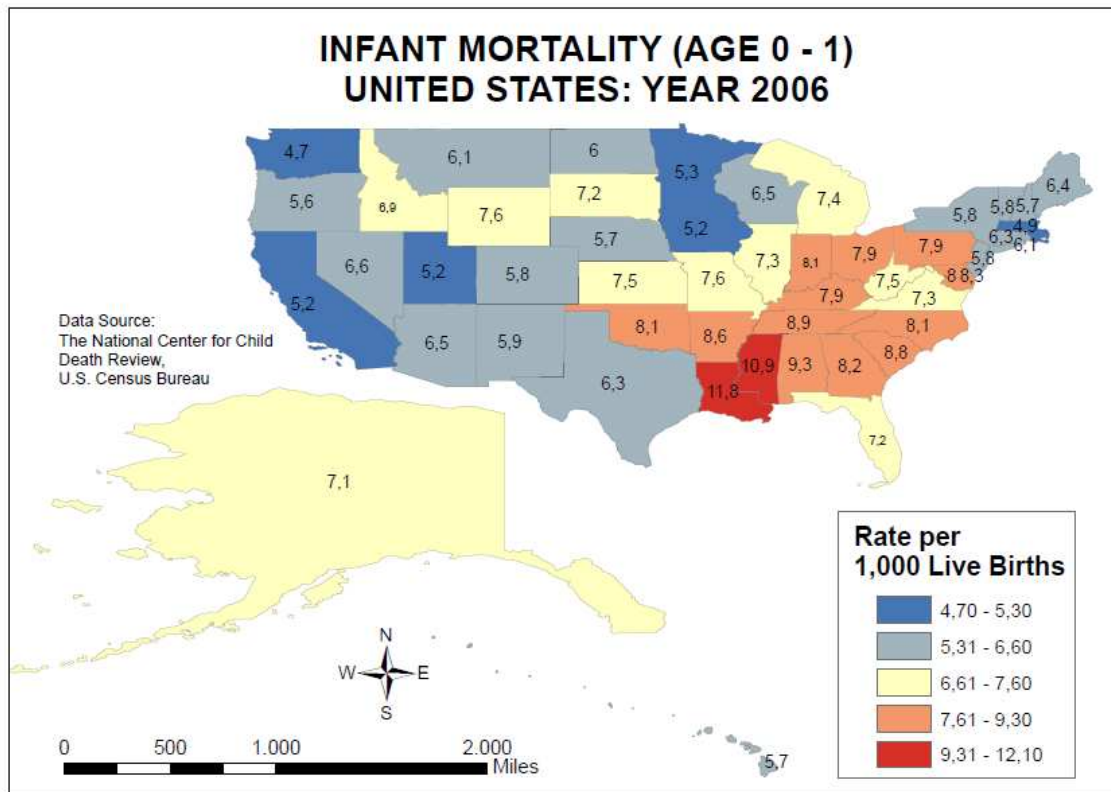 INFANT MORTALITY (AGE 0 - 1)
UNITED STATES: YEAR 2006
4,7
6,1
6
5,3
6,5
7,4
6,4
5,6
6,9
7,6
7,2
5,2
5,8
5,8
5,7
4,9
6,3
6,1
5,8
6,6
5,2
5,8
5,7
7,3
8,1
7,9
7,9
8
8,3
7,5
7,3
5,2
7,5
7,6
7,9
6,5
5,9
8,1
8,6
8,9
8,1
8,8
6,3
11,8
10,9
9,3
8,2
7,2
Data Source:
The National Center for Child
Death Review,
U.S. Census Bureau
7,1
5,7
N
W
E
S
0 500 1.000 2.000
Miles
Rate per
1,000 Live Births
4,70 - 5,30
5,31 - 6,60
6,61 - 7,60
7,61 - 9,30
9,31 - 12,10